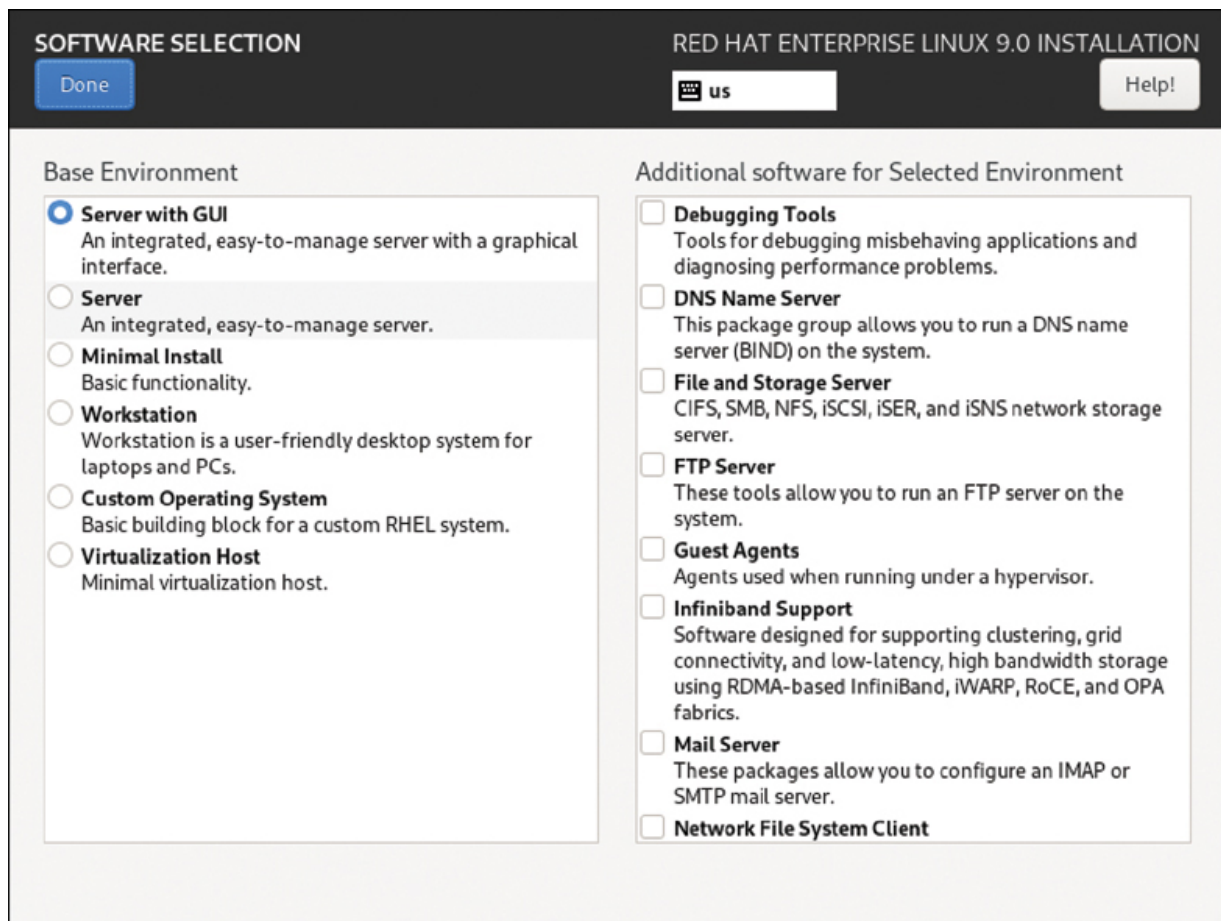 SOFTWARE SELECTION
Done
RED HAT ENTERPRISE LINUX 9.0 INSTALLATION
us
Help!
Base Environment
Server with GUI
An integrated, easy-to-manage server with a graphical
interface.
Server
An integrated, easy-to-manage server.
Minimal Install
Basic functionality.
Workstation
Workstation is a user-friendly desktop system for
laptops and PCs.
Custom Operating System
Basic building block for a custom RHEL system.
Virtualization Host
Minimal virtualization host.
Additional software for Selected Environment
Debugging Tools
Tools for debugging misbehaving applications and
diagnosing performance problems.
DNS Name Server
This package group allows you to run a DNS name
server (BIND) on the system.
File and Storage Server
CIFS, SMB, NFS, iSCSI, iSER, and iSNS network storage
server.
FTP Server
These tools allow you to run an FTP server on the
system.
Guest Agents
Agents used when running under a hypervisor.
Infiniband Support
Software designed for supporting clustering, grid
connectivity, and low-latency, high bandwidth storage
using RDMA-based InfiniBand, iWARP, RoCE, and OPA
fabrics.
Mail Server
These packages allow you to configure an IMAP or
SMTP mail server.
Network File System Client